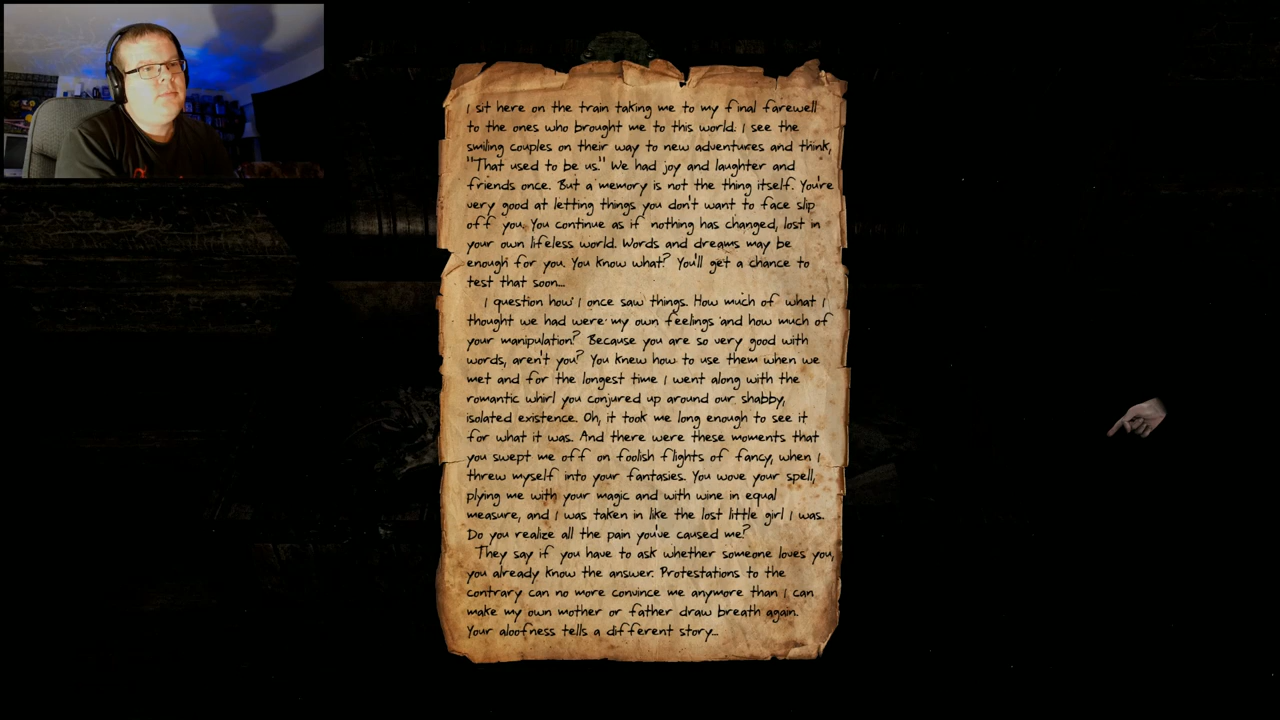 I sit here on the train taking me to my final farewell
to the ones who brought me to this world. I see the
smiling couples on their way to new adventures and think,
"That used to be us." We had joy and laughter and
friends once. But a memory is not the thing itself. You're
very good at letting things you don't want to face slip
off you. You continue as if nothing has changed, lost in
your own lifeless world. Words and dreams may be
enough for you. You know what? You'll get a chance to
test that soon...
I question how I once saw things. How much of what I
thought we had were my own feelings and how much of
your manipulation? Because you are so very good with
words, aren't you? You knew how to use them when we
met and for the longest time I went along with the
romantic whirl you conjured up around our shabby,
isolated existence. Oh, it took me long enough to see it
for what it was. And there were these moments that
you swept me off on foolish flights of fancy, when I
threw myself into your fantasies. You wove your spell,
plying me with your magic and with wine in equal
measure, and I was taken in like the lost little girl I was.
Do you realize all the pain you've caused me?
They say if you have to ask whether someone loves you,
you already know the answer. Protestations to the
contrary can no more convince me anymore than I can
make my own mother or father draw breath again.
Your aloofness tells a different story...